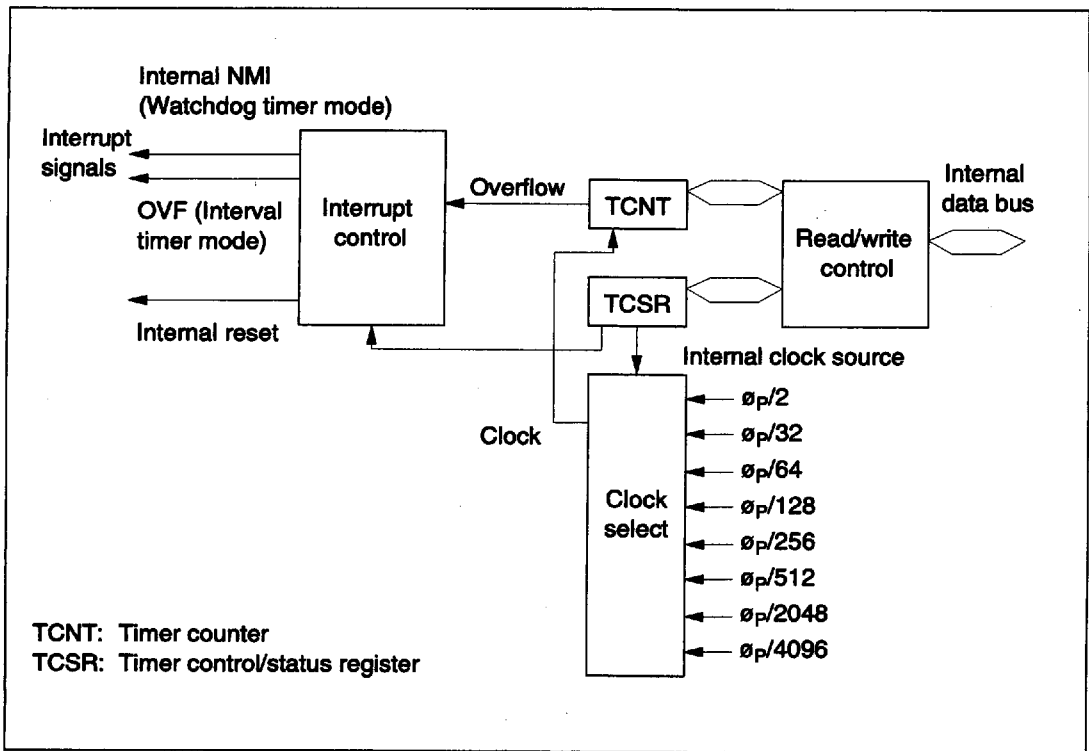 Internal NMI
(Watchdog timer mode)
Interrupt
signals
OVF (Interval
timer mode)
Internal reset
Interrupt
control
Overflow
TCNT
TCSR
Read/write
control
Internal
data bus
Internal clock source
Clock
Clock
select
øP/2
øP/32
øP/64
øP/128
øP/256
øP/512
øP/2048
øP/4096
TCNT: Timer counter
TCSR: Timer control/status register